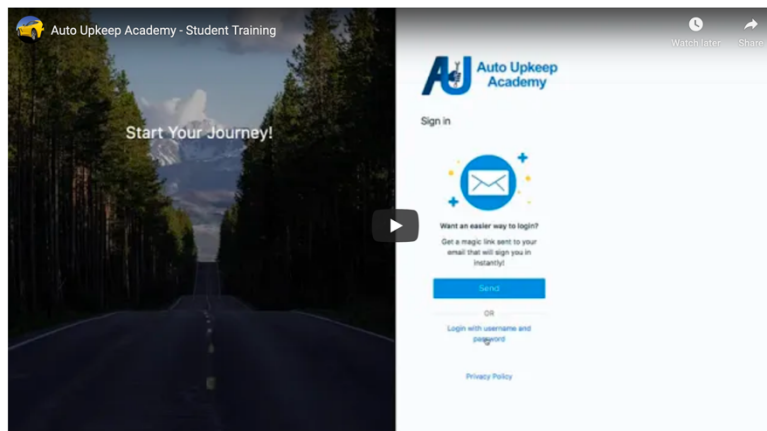 Auto Upkeep Academy - Student Training
Watch later
Share
Start Your Journey!
AU
Auto Upkeep
Academy
Sign in
Want an easier way to login?
Get a magic link sent to your
email that will sign you in
instantly!
Send
OR
Login with username and
password
Privacy Policy